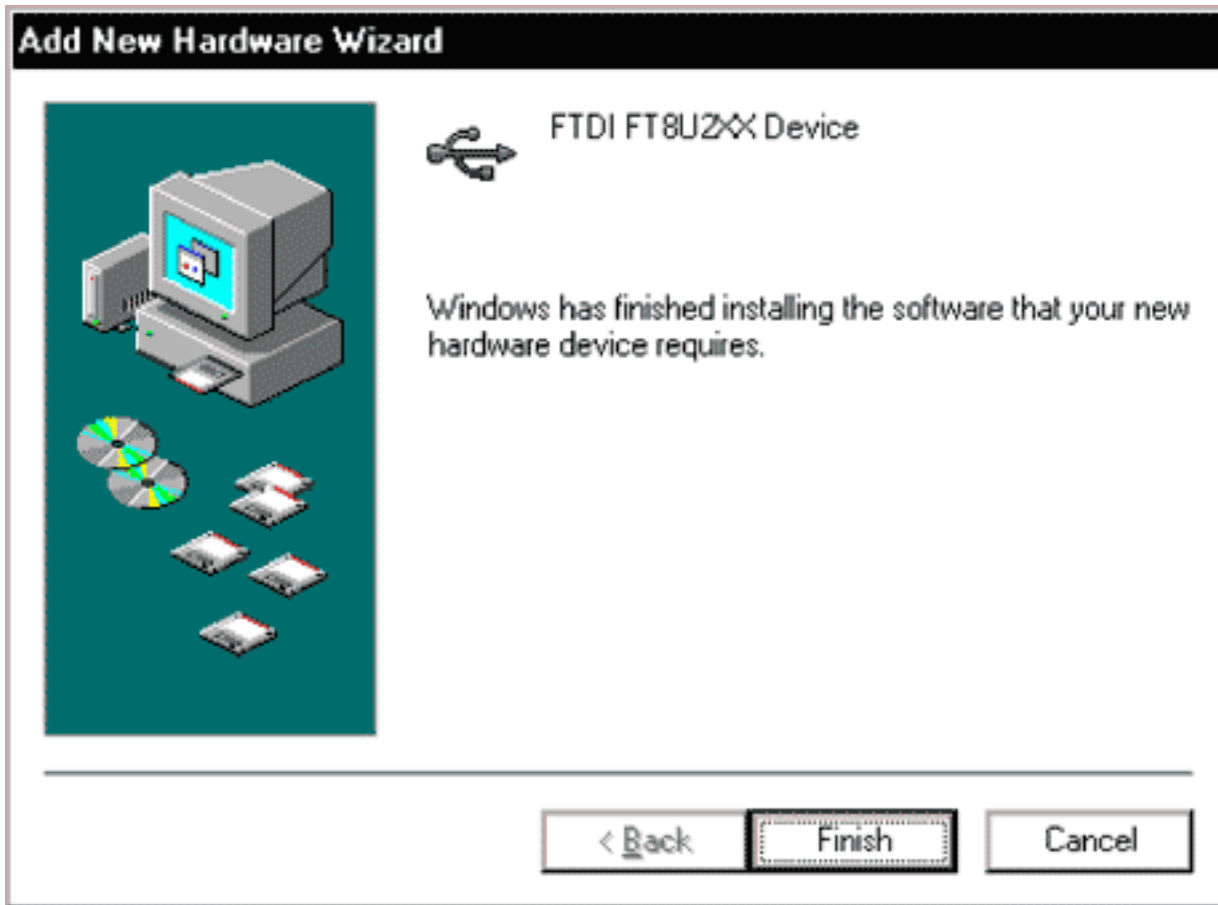 Add New Hardware Wizard
FTDI FT8U2XX Device
Windows has finished installing the software that your new
hardware device requires.
< Back
Finish
Cancel